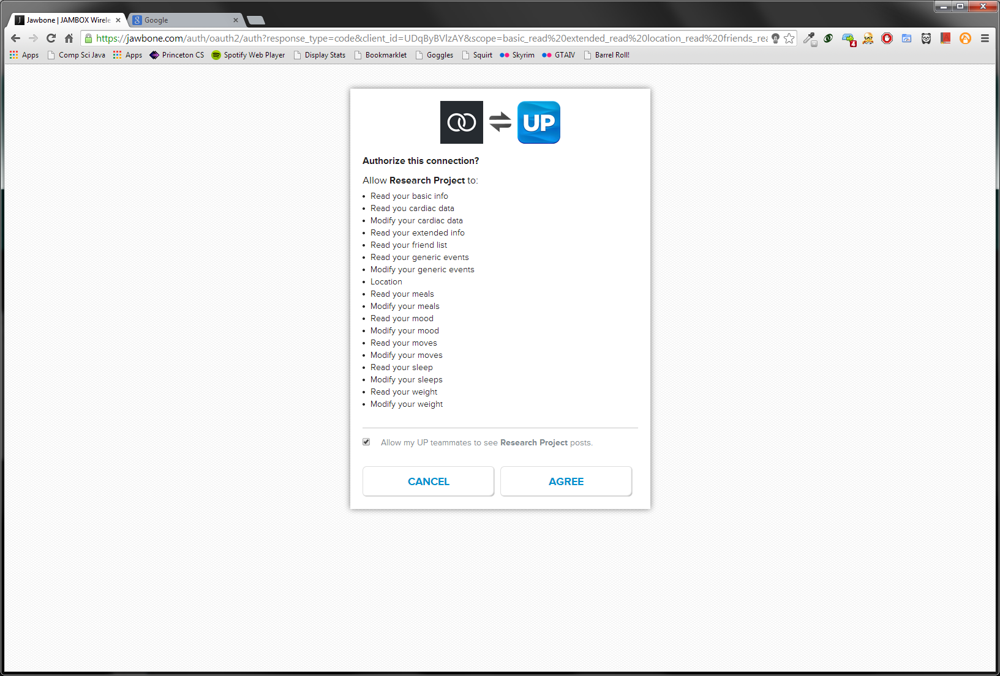 Jawbone | JAMBOX Wirele
Google
https://jawbone.com/auth/oauth2/auth?response_type=code&client_id=UDqByBVIzAY&scope=basic_read%20extended_read%20location_read%20friends_rea
4
Apps Comp Sci Java Apps Princeton CS Spotify Web Player Display Stats Bookmarklet Goggles Squirt Skyrim GTAIV Barrel Roll!
UP
Authorize this connection?
Allow Research Project to:
• Read your basic info
• Read you cardiac data
• Modify your cardiac data
• Read your extended info
• Read your friend list
• Read your generic events
• Modify your generic events
• Location
• Read your meals
• Modify your meals
• Read your mood
• Modify your mood
• Read your moves
• Modify your moves
• Read your sleep
• Modify your sleeps
• Read your weight
• Modify your weight
Allow my UP teammates to see Research Project posts.
CANCEL AGREE